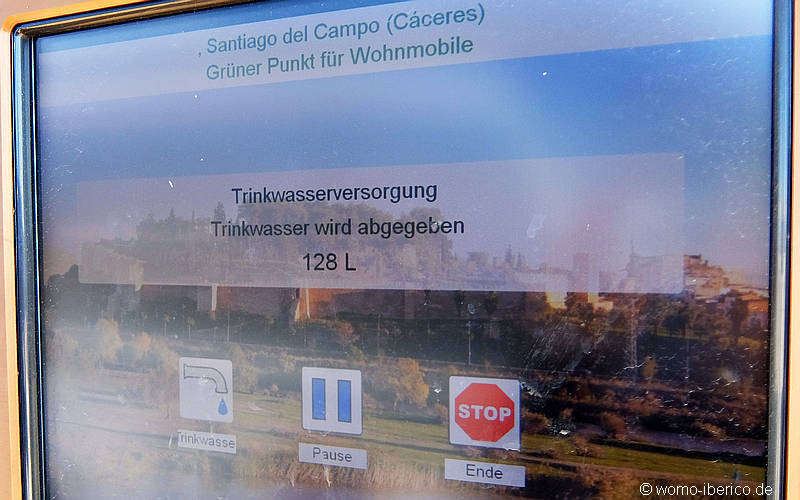 , Santiago del Campo (Cáceres)
Grüner Punkt für Wohnmobile
Trinkwasserversorgung
Trinkwasser wird abgegeben
128 L
STOP
Trinkwasse
Pause
Ende
© womo-iberico.de